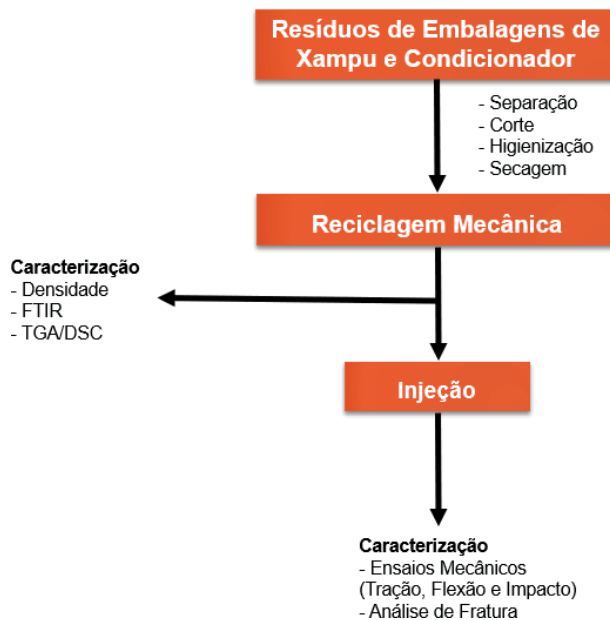 Resíduos de Embalagens de
Xampu e Condicionador
- Separação
- Corte
- Higienização
- Secagem
Reciclagem Mecânica
Caracterização
- Densidade
- FTIR
- TGA/DSC
Injeção
Caracterização
- Ensaios Mecânicos
(Tração, Flexão e Impacto)
- Análise de Fratura